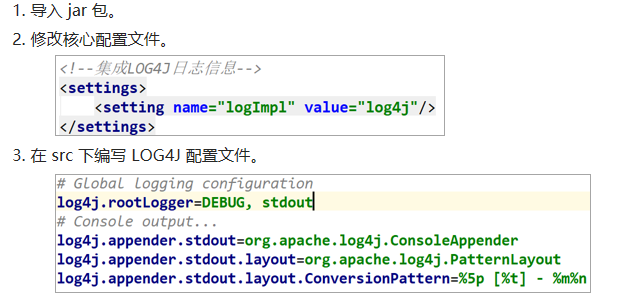 1. 导入 jar 包。
2. 修改核心配置文件。
<!--集成LOG4J日志信息-->
<settings>
<setting name="logImpl" value="log4j"/>
</settings>
3. 在 src 下编写 LOG4J 配置文件。
# Global logging configuration
log4j.rootLogger=DEBUG, stdout
# Console output...
log4j.appender.stdout=org.apache.log4j.ConsoleAppender
log4j.appender.stdout.layout=org.apache.log4j.PatternLayout
log4j.appender.stdout.layout.ConversionPattern=%5p [%t] - %m%n